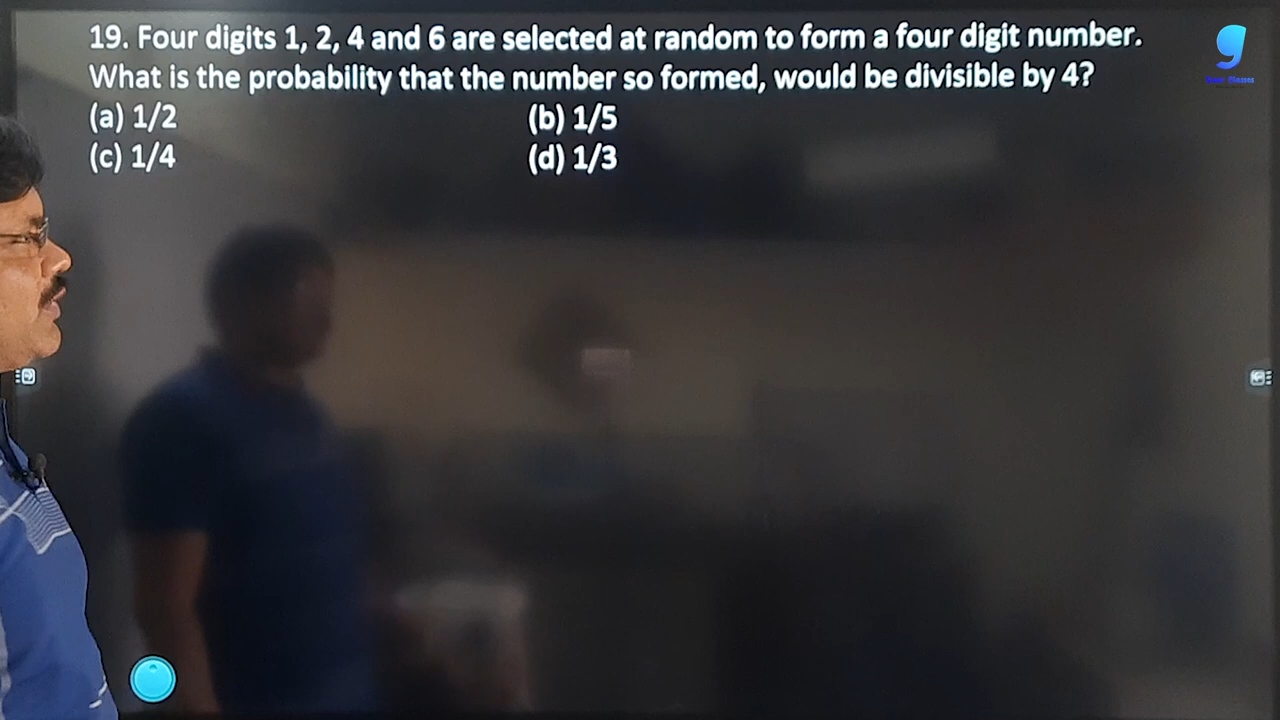 19. Four digits 1, 2, 4 and 6 are selected at random to form a four digit number.
What is the probability that the number so formed, would be divisible by 4?
(a) 1/2 (b) 1/5
(c) 1/4 (d) 1/3